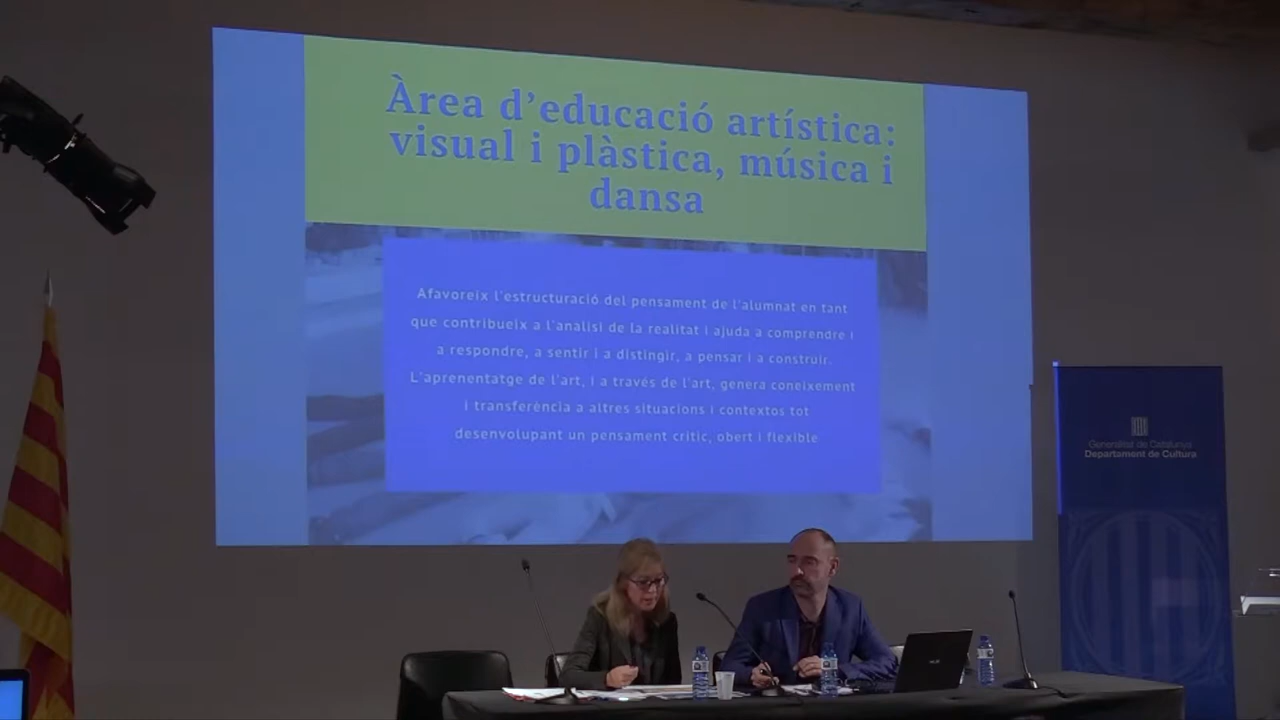 Àrea d'educació artística:
visual i plàstica, música i
dansa
Afavoreix l'estructuració del pensament de l'alumnat en tant
que contribueix a l'anàlisi de la realitat i ajuda a comprendre i
a respondre, a sentir i a distingir, a pensar i a construir.
L'aprenentatge de l'art, i a través de l'art, genera coneixement
i transferència a altres situacions i contextos tot
desenvolupant un pensament crític, obert i flexible
Generalitat de Catalunya
Departament de Cultura